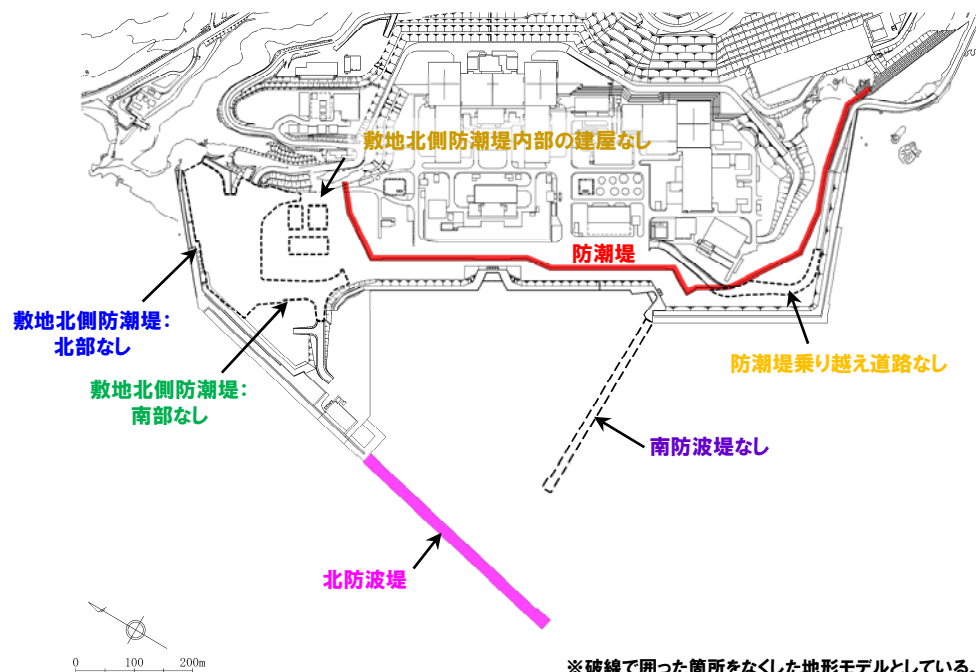 敷地北側防潮堤内部の建屋なし
防潮堤
敷地北側防潮堤：
北部なし
防潮堤乗り越え道路なし
敷地北側防潮堤：
南部なし
南防波堤なし
北防波堤
0 100 200m
※破線で囲った箇所をなくした地形モデルとしている。